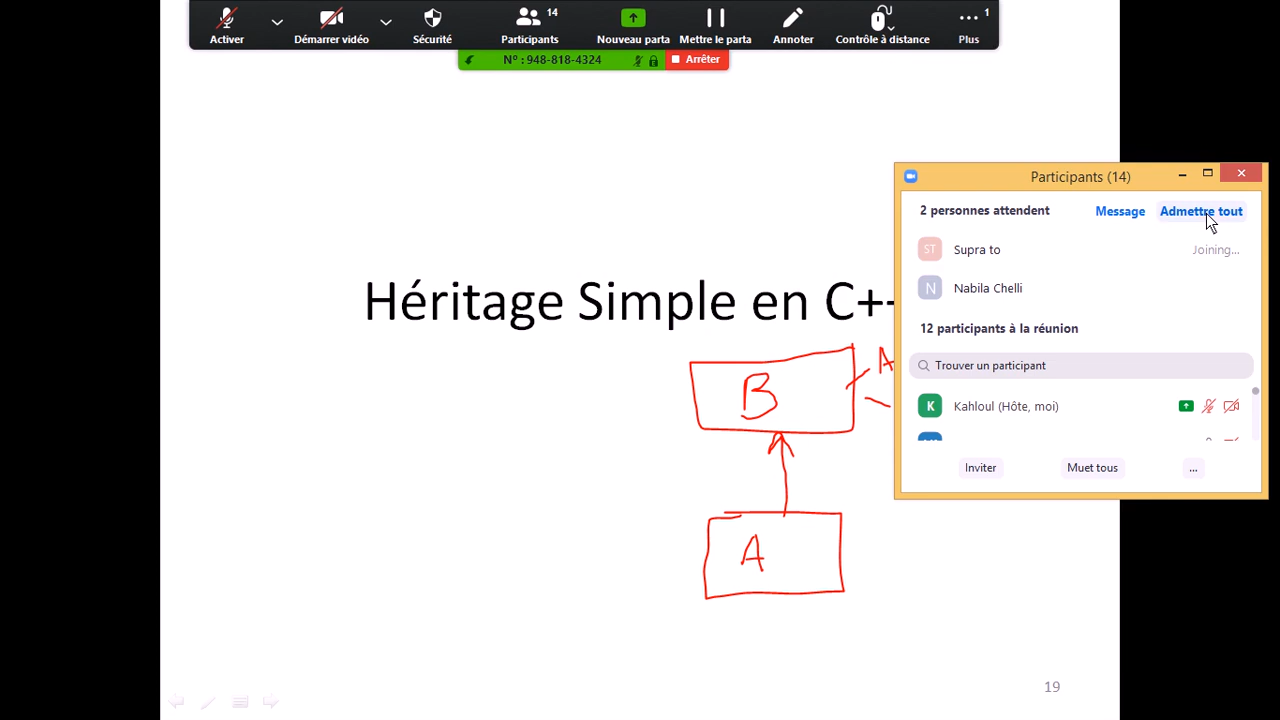 14
1
Activer
Démarrer vidéo
Sécurité
Participants
Nouveau parta
Mettre le parta
Annoter
Contrôle à distance
Plus
N° : 948-818-4324
Arrêter
Participants (14)
2 personnes attendent
Message
Admettre tout
ST
Supra to
Joining...
N
Nabila Chelli
12 participants à la réunion
Trouver un participant
K
Kahloul (Hôte, moi)
Inviter
Muet tous
...
Héritage Simple en C+
B
A
A
19